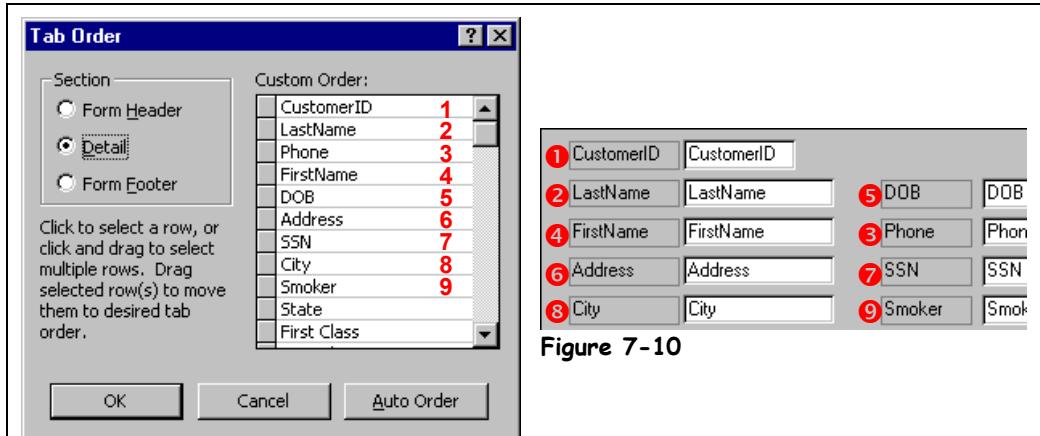 Tab Order
Section
Form Header
Detail
Form Footer
Click to select a row, or
click and drag to select
multiple rows. Drag
selected row(s) to move
them to desired tab
order.
Custom Order:
CustomerID 1
LastName 2
Phone 3
FirstName 4
DOB 5
Address 6
SSN 7
City 8
Smoker 9
State
First Class
OK Cancel Auto Order
1 CustomerID CustomerID
2 LastName LastName 5 DOB DOB
4 FirstName FirstName 3 Phone Phon
6 Address Address 7 SSN SSN
8 City City 9 Smoker Smok
Figure 7-10